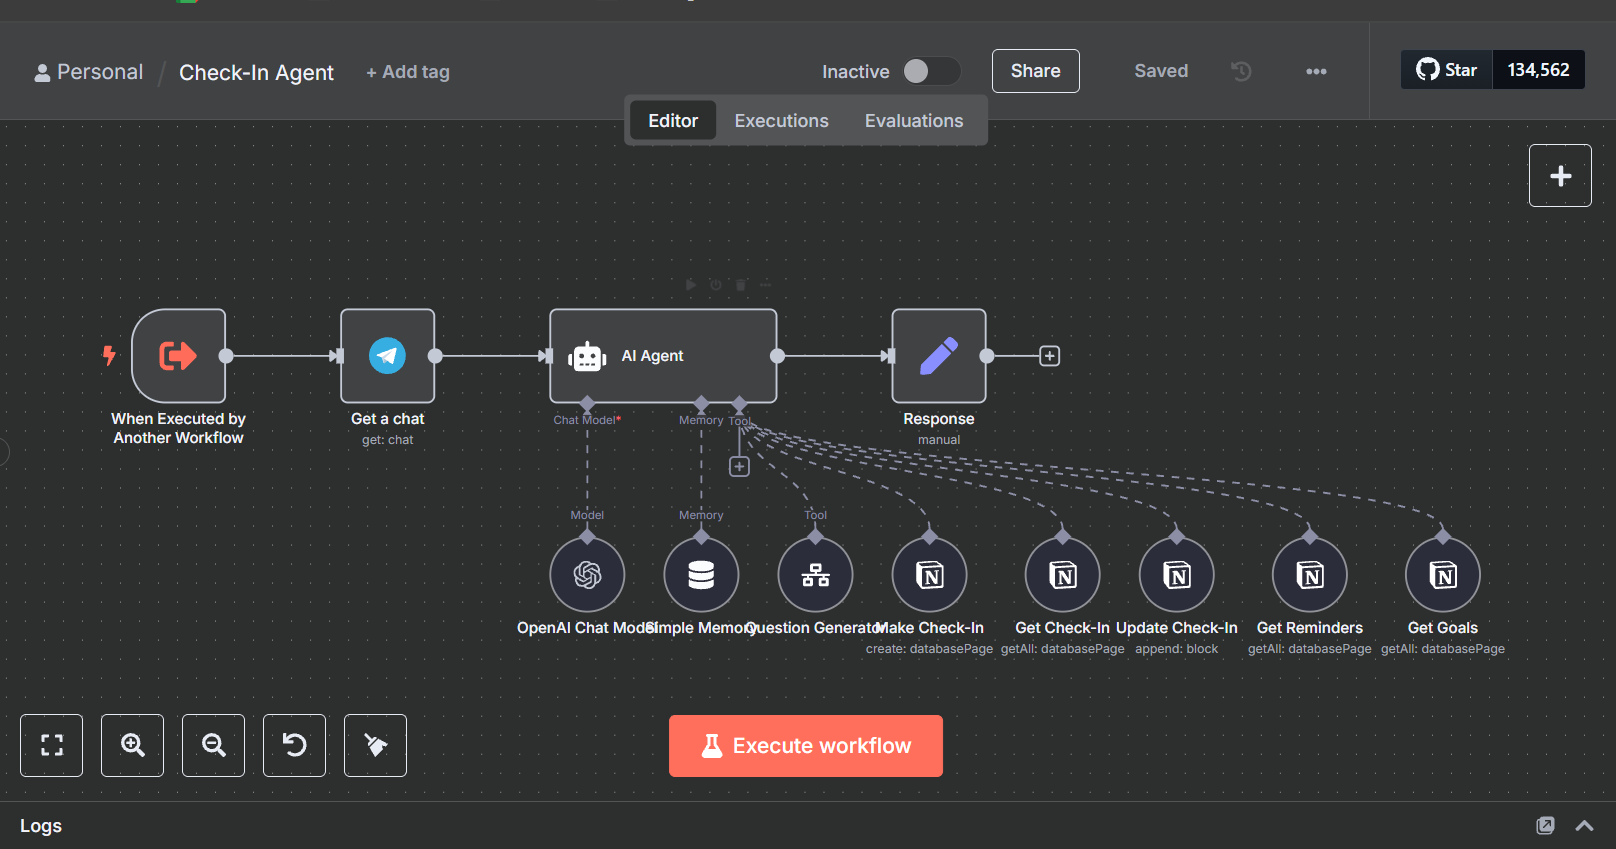 Personal / Check-In Agent + Add tag
Inactive
Share
Saved
Star 134,562
Editor Executions Evaluations
AI Agent
When Executed by
Another Workflow
Get a chat
get: chat
Chat Model*
Memory
Tool
Response
manual
Model
Memory
Tool
OpenAI Chat Model
Simple Memory
Question Generator
Make Check-In
create: databasePage
Get Check-In
getAll: databasePage
Update Check-In
append: block
Get Reminders
getAll: databasePage
Get Goals
getAll: databasePage
Execute workflow
Logs